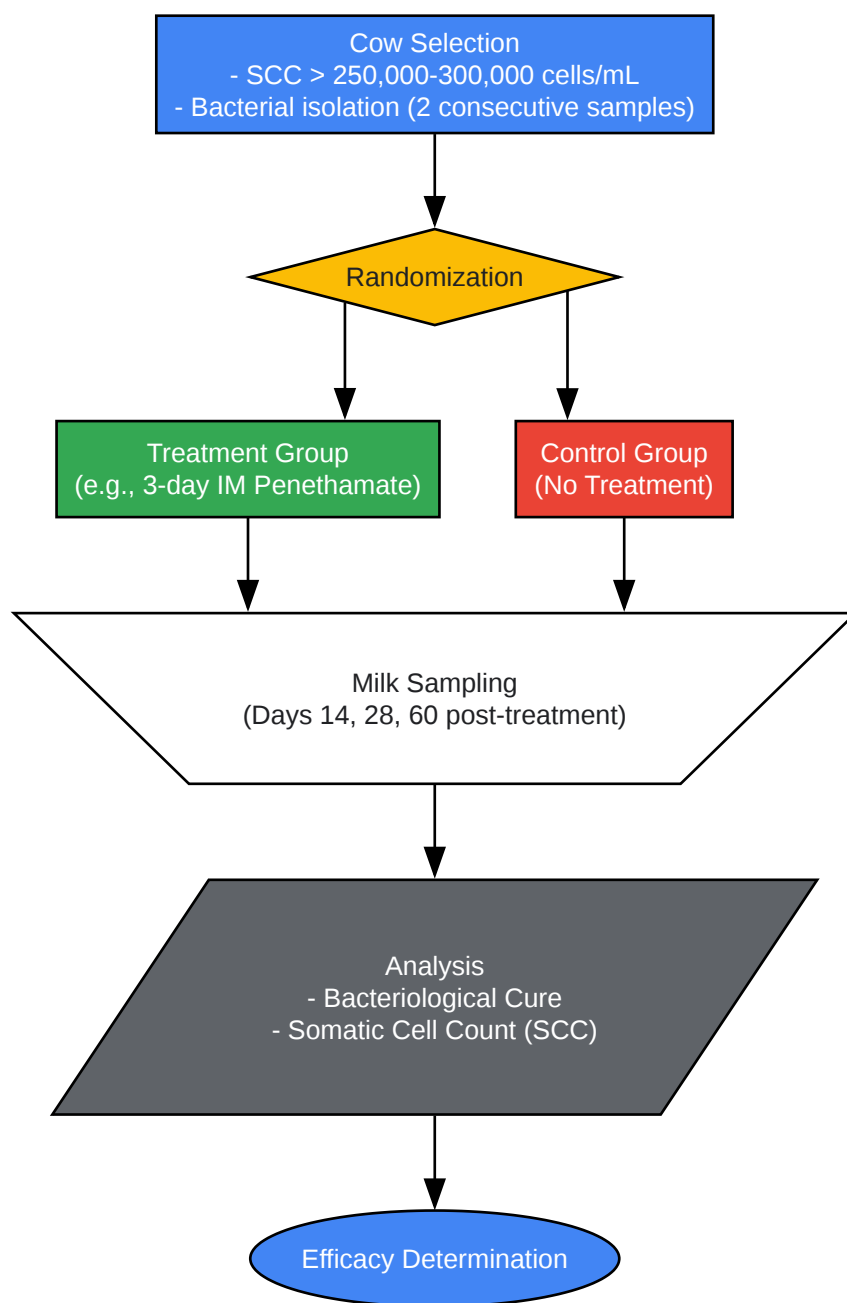 Cow Selection
- SCC > 250,000-300,000 cells/mL
- Bacterial isolation (2 consecutive samples)
Randomization
Treatment Group
(e.g., 3-day IM Penethamate)
Control Group
(No Treatment)
Milk Sampling
(Days 14, 28, 60 post-treatment)
Analysis
- Bacteriological Cure
- Somatic Cell Count (SCC)
Efficacy Determination